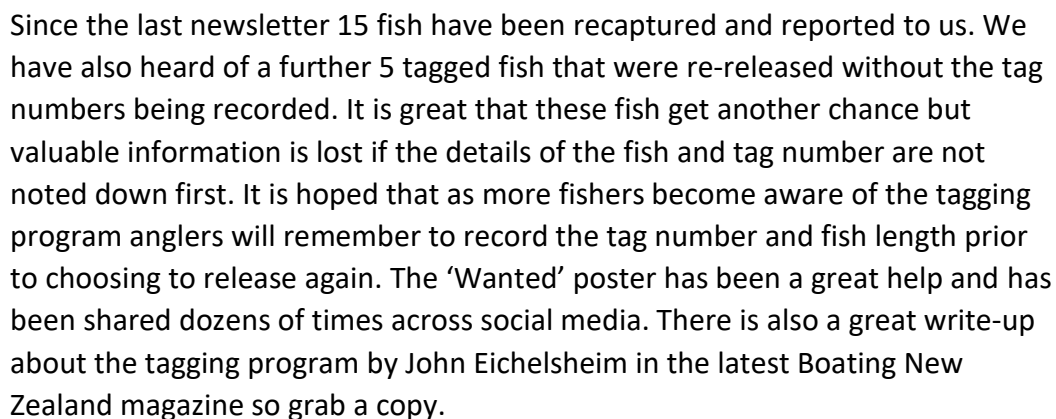 Since the last newsletter 15 fish have been recaptured and reported to us. We
have also heard of a further 5 tagged fish that were re-released without the tag
numbers being recorded. It is great that these fish get another chance but
valuable information is lost if the details of the fish and tag number are not
noted down first. It is hoped that as more fishers become aware of the tagging
program anglers will remember to record the tag number and fish length prior
to choosing to release again. The ‘Wanted’ poster has been a great help and has
been shared dozens of times across social media. There is also a great write-up
about the tagging program by John Eichelsheim in the latest Boating New
Zealand magazine so grab a copy.